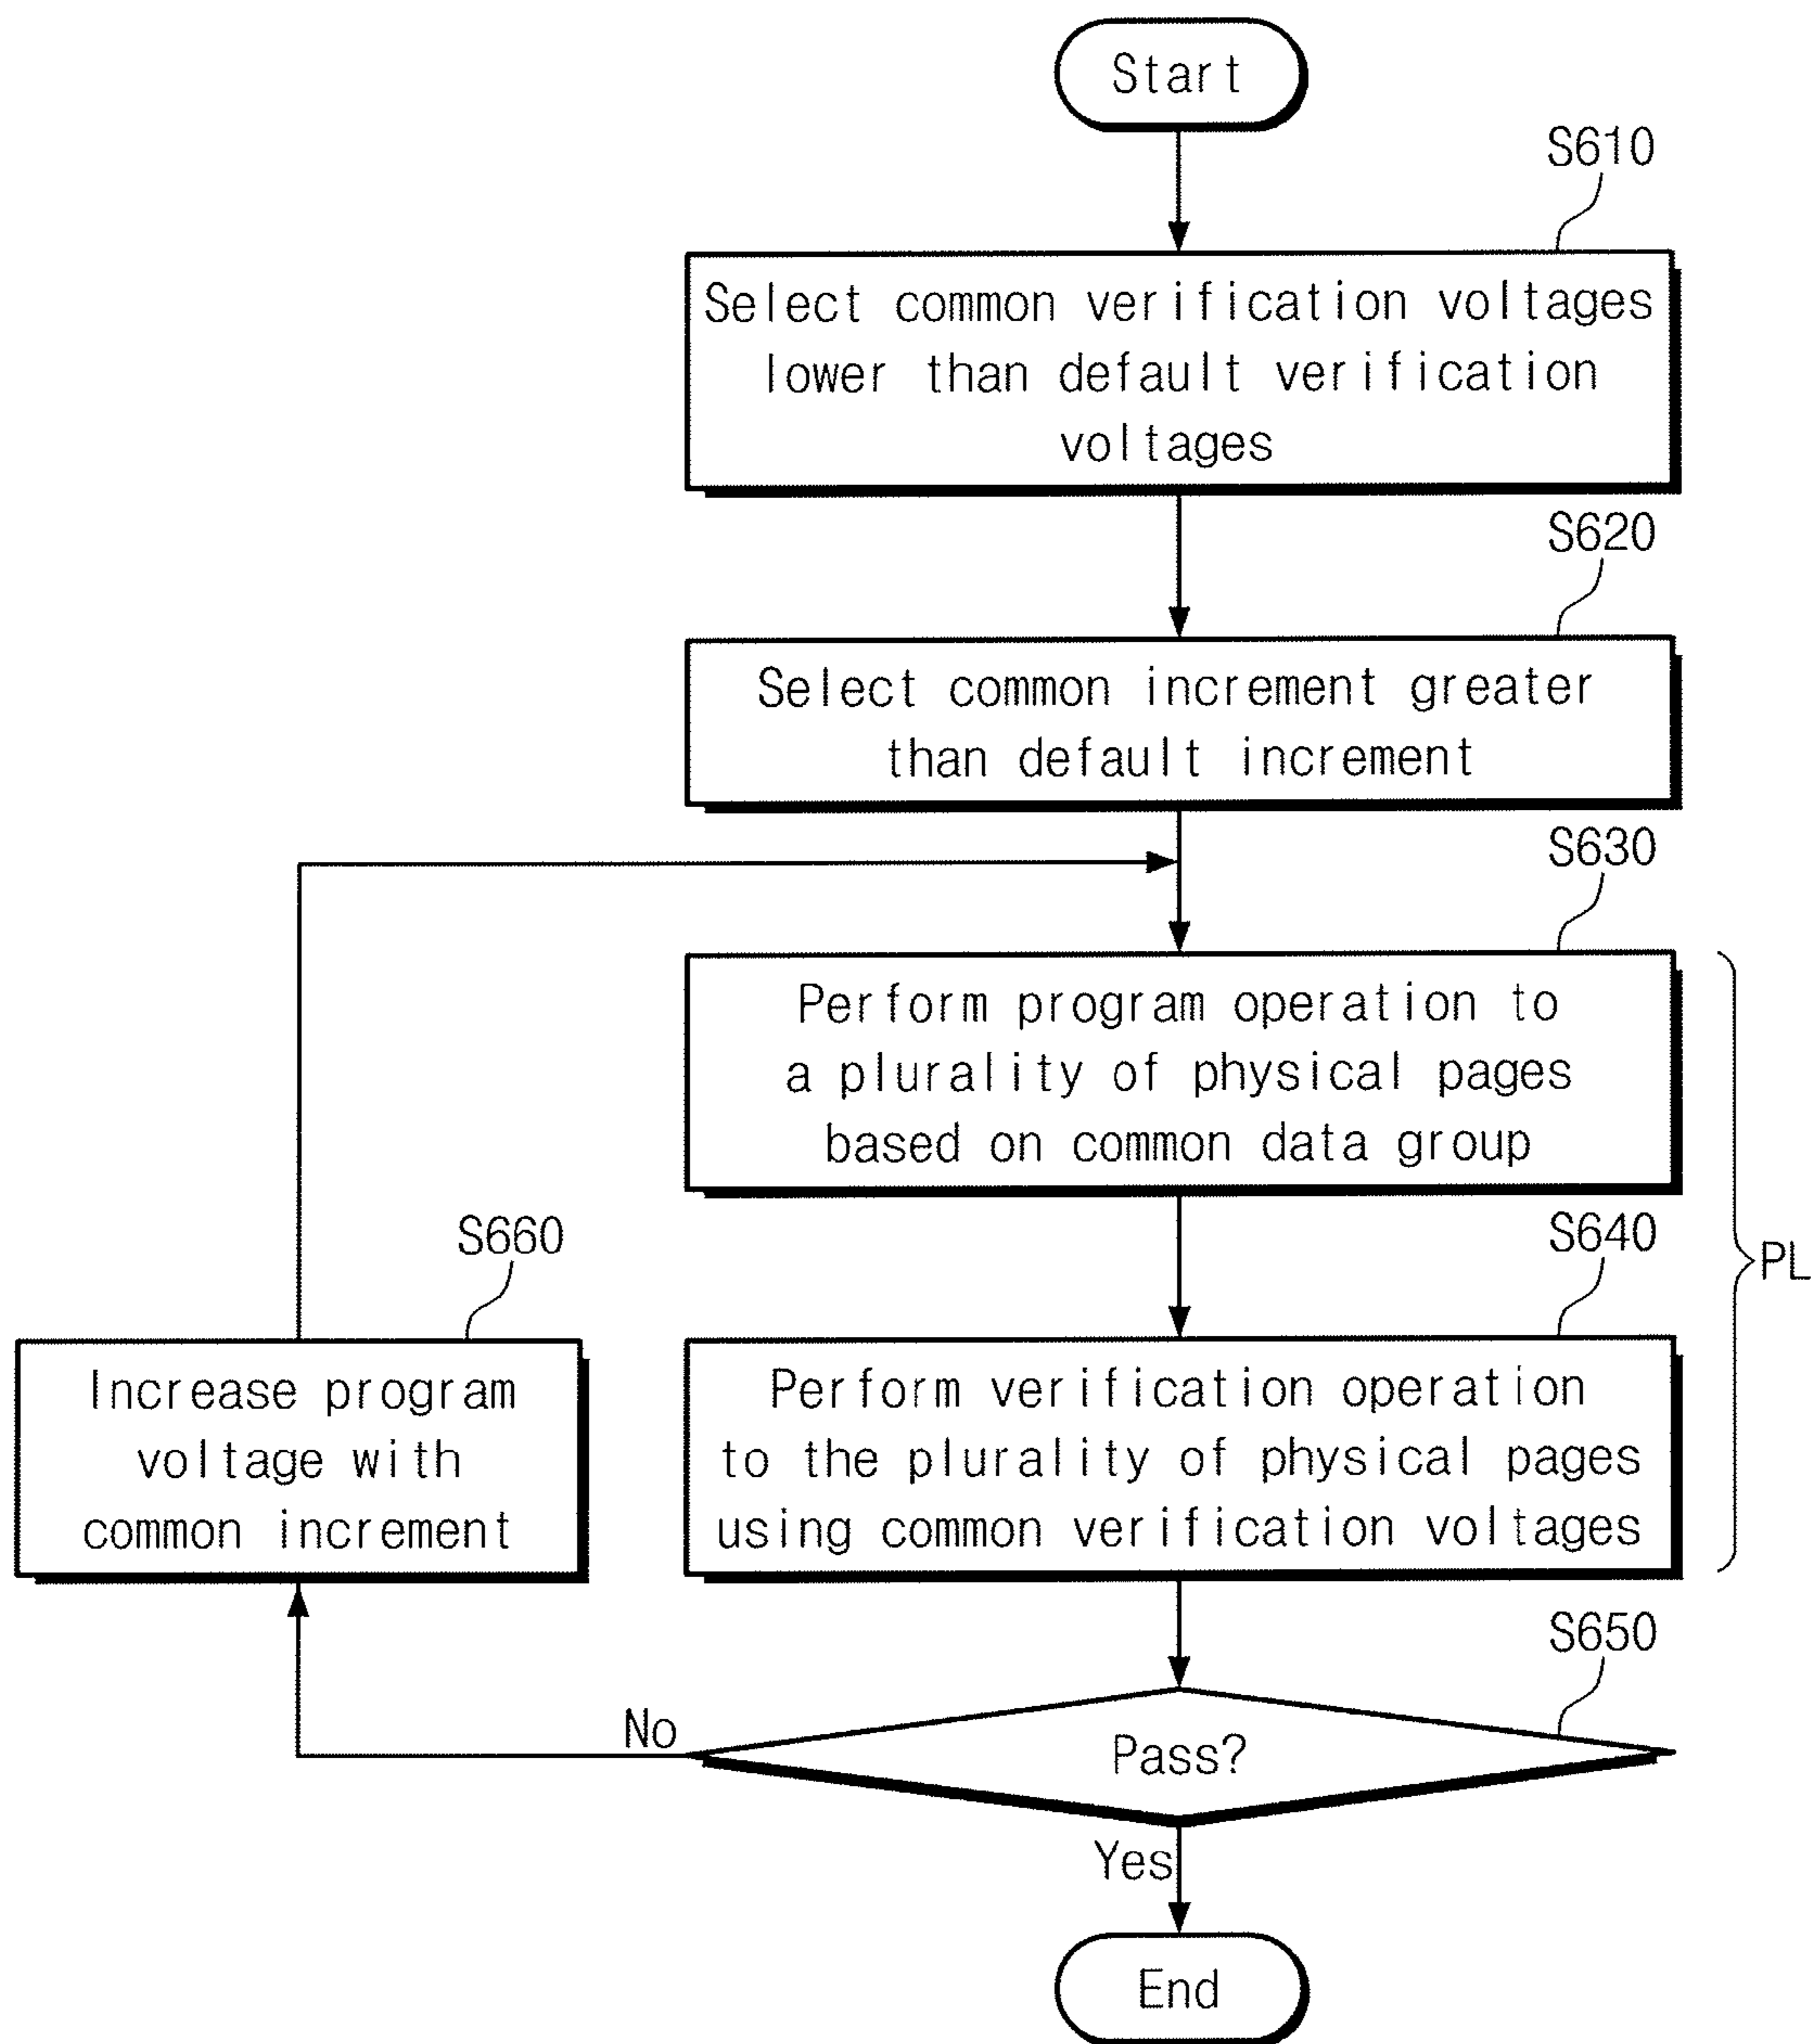 Start
S610
Select common verification voltages
lower than default verification
voltages
S620
Select common increment greater
than default increment
S630
Perform program operation to
a plurality of physical pages
based on common data group
PL
S640
Perform verification operation
to the plurality of physical pages
using common verification voltages
S660
Increase program
voltage with
common increment
S650
Pass?
No
Yes
End